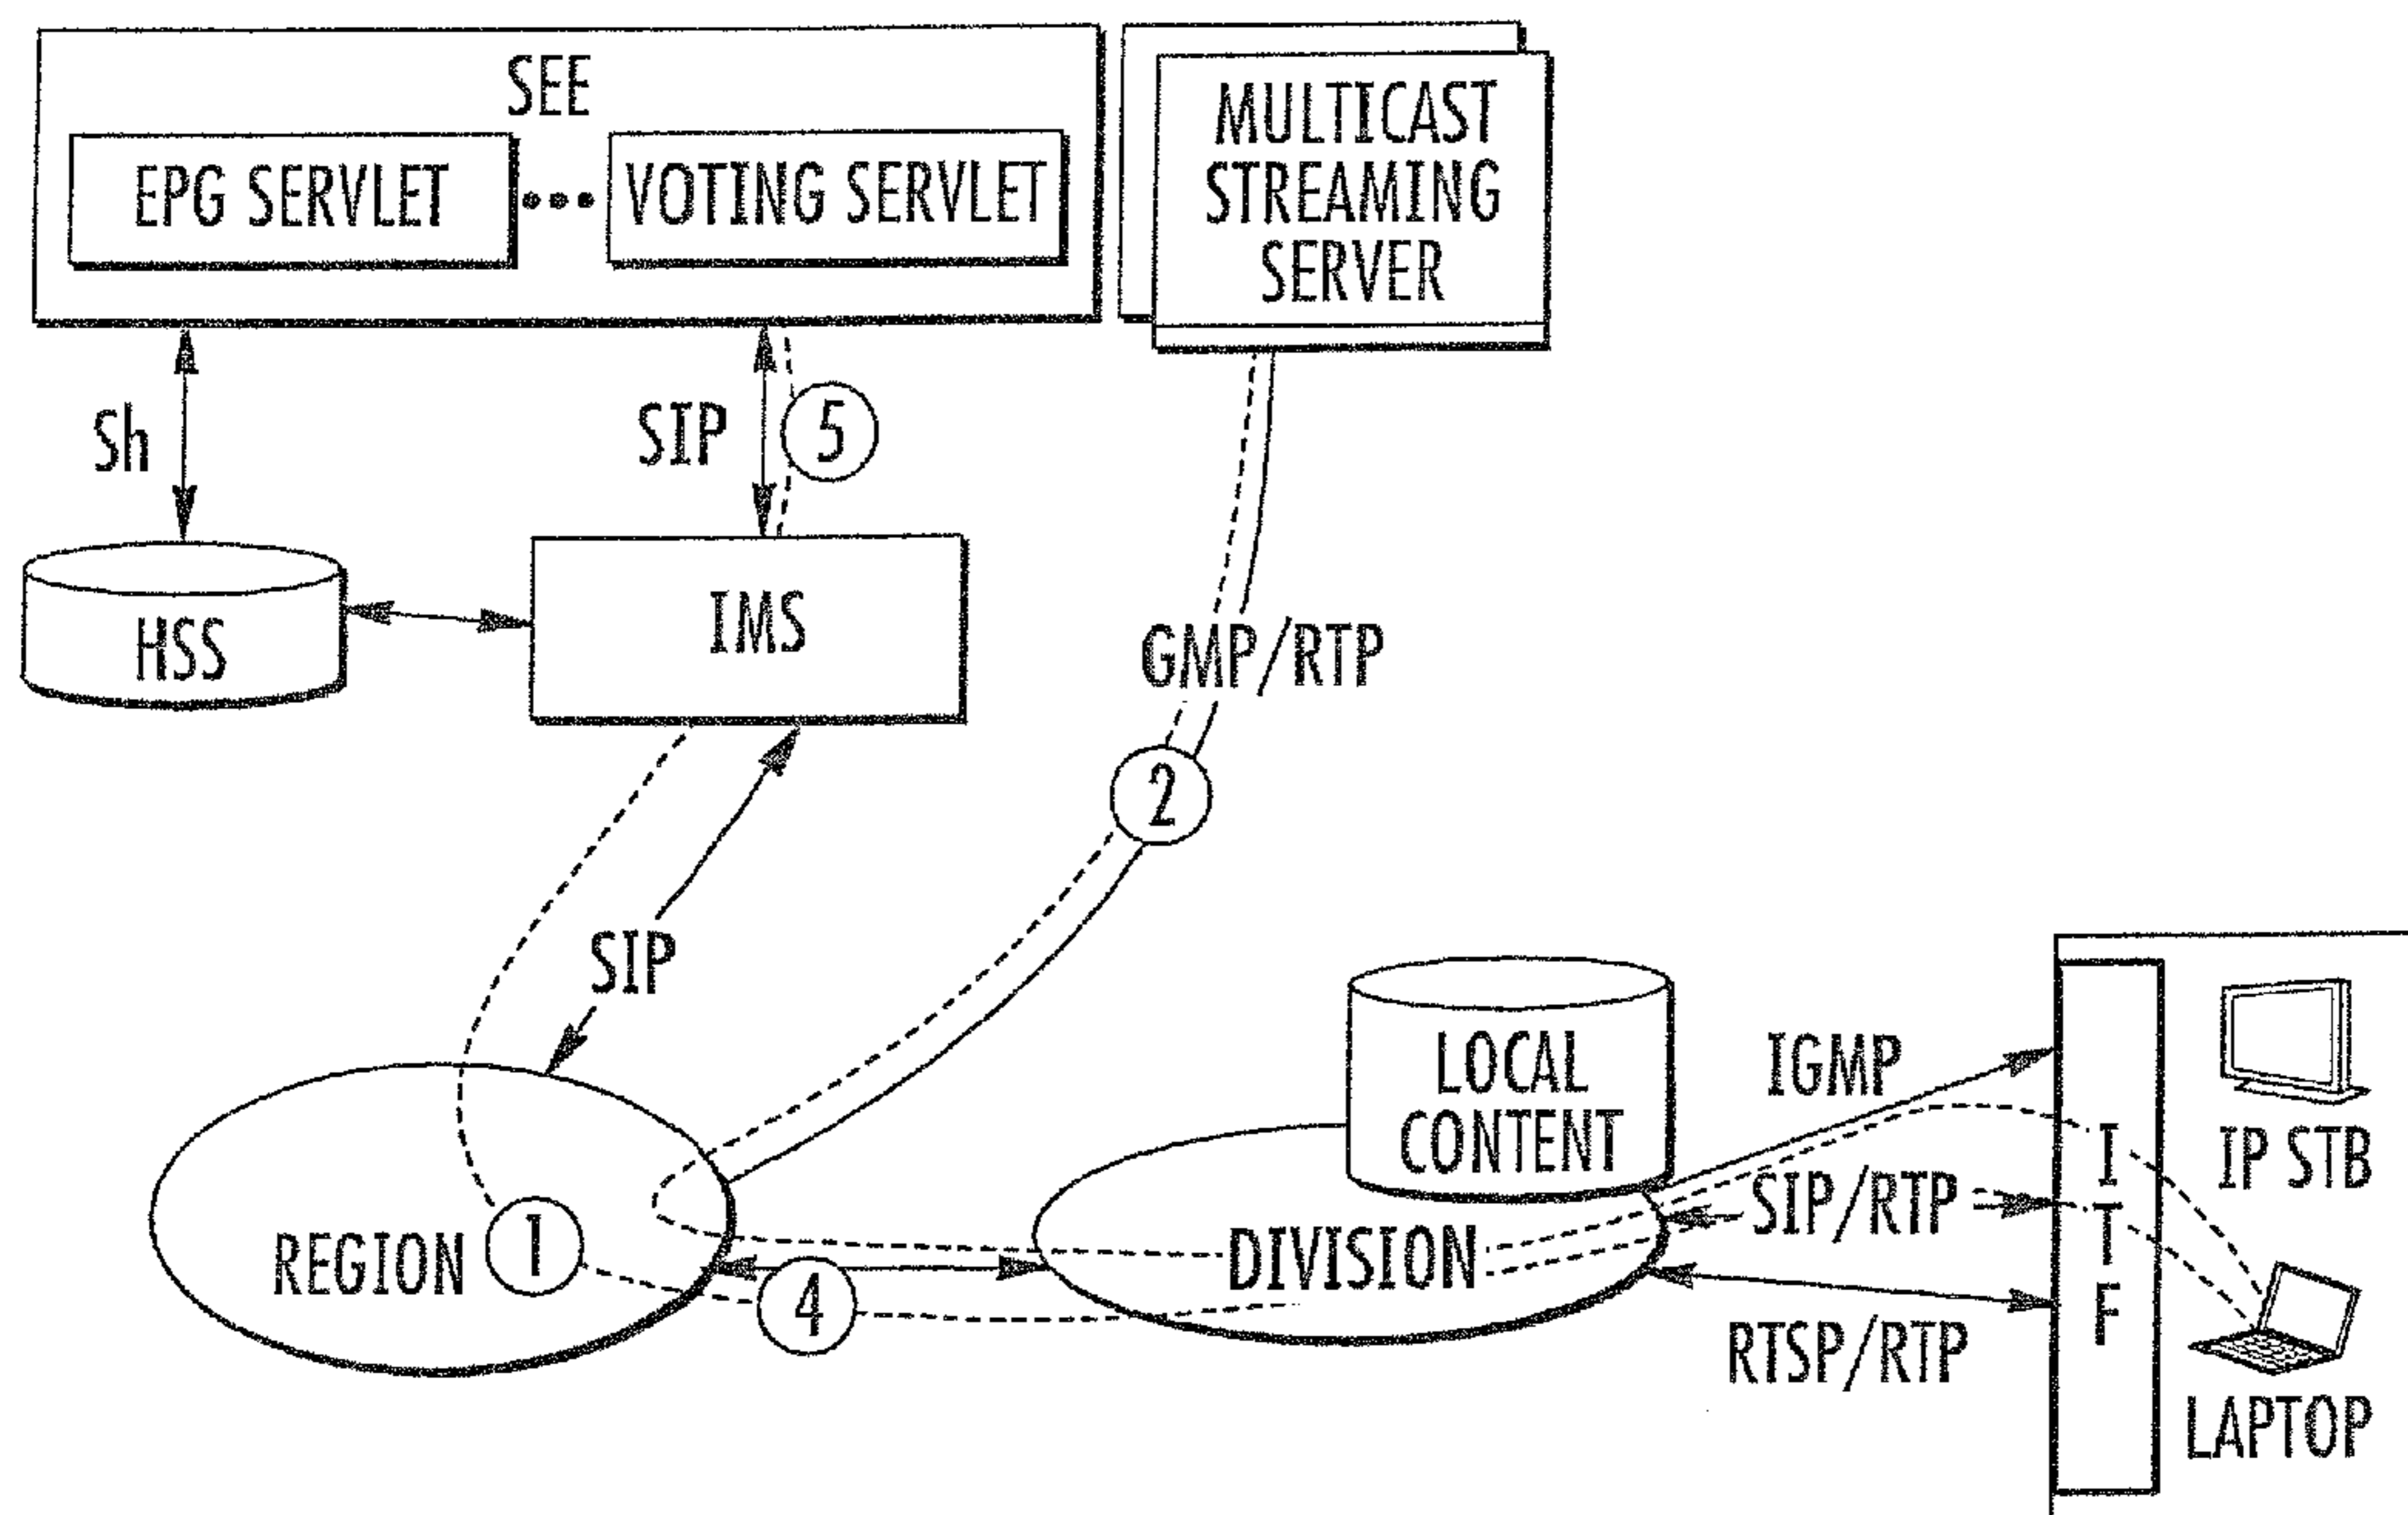 SEE
EPG SERVLET
VOTING SERVLET
MULTICAST
STREAMING
SERVER
Sh
SIP
5
HSS
IMS
GMP/RTP
2
SIP
LOCAL
CONTENT
IGMP
IP STB
SIP/RTP
REGION
1
4
DIVISION
RTSP/RTP
I
T
F
LAPTOP